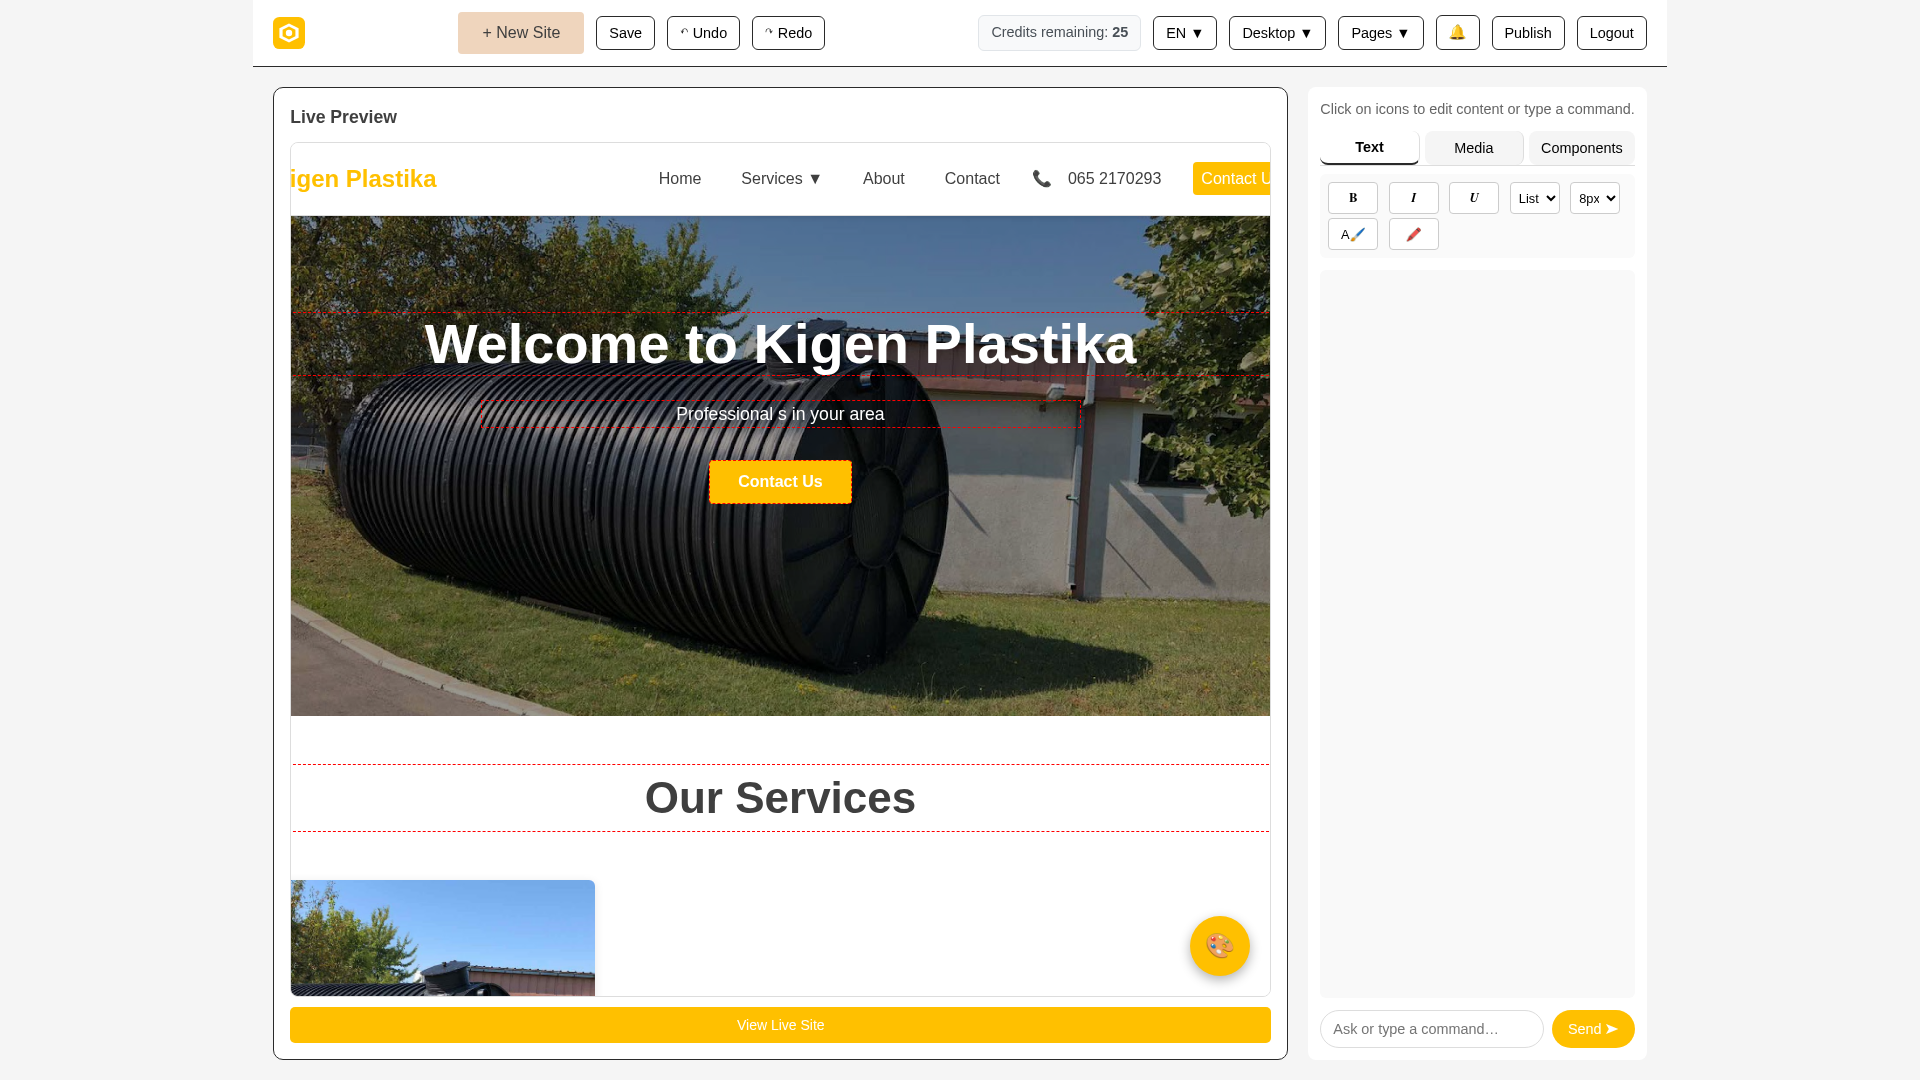 + New Site
Save
↶ Undo
↷ Redo
Credits remaining: 25
EN ▼
Desktop ▼
Pages ▼
Publish
Logout
Live Preview
igen Plastika
Home
Services ▼
About
Contact
065 2170293
Contact U
Welcome to Kigen Plastika
Professional s in your area
Contact Us
Our Services
View Live Site
Click on icons to edit content or type a command.
Text
Media
Components
B
I
U
List
8px
A
Ask or type a command…
Send ➤